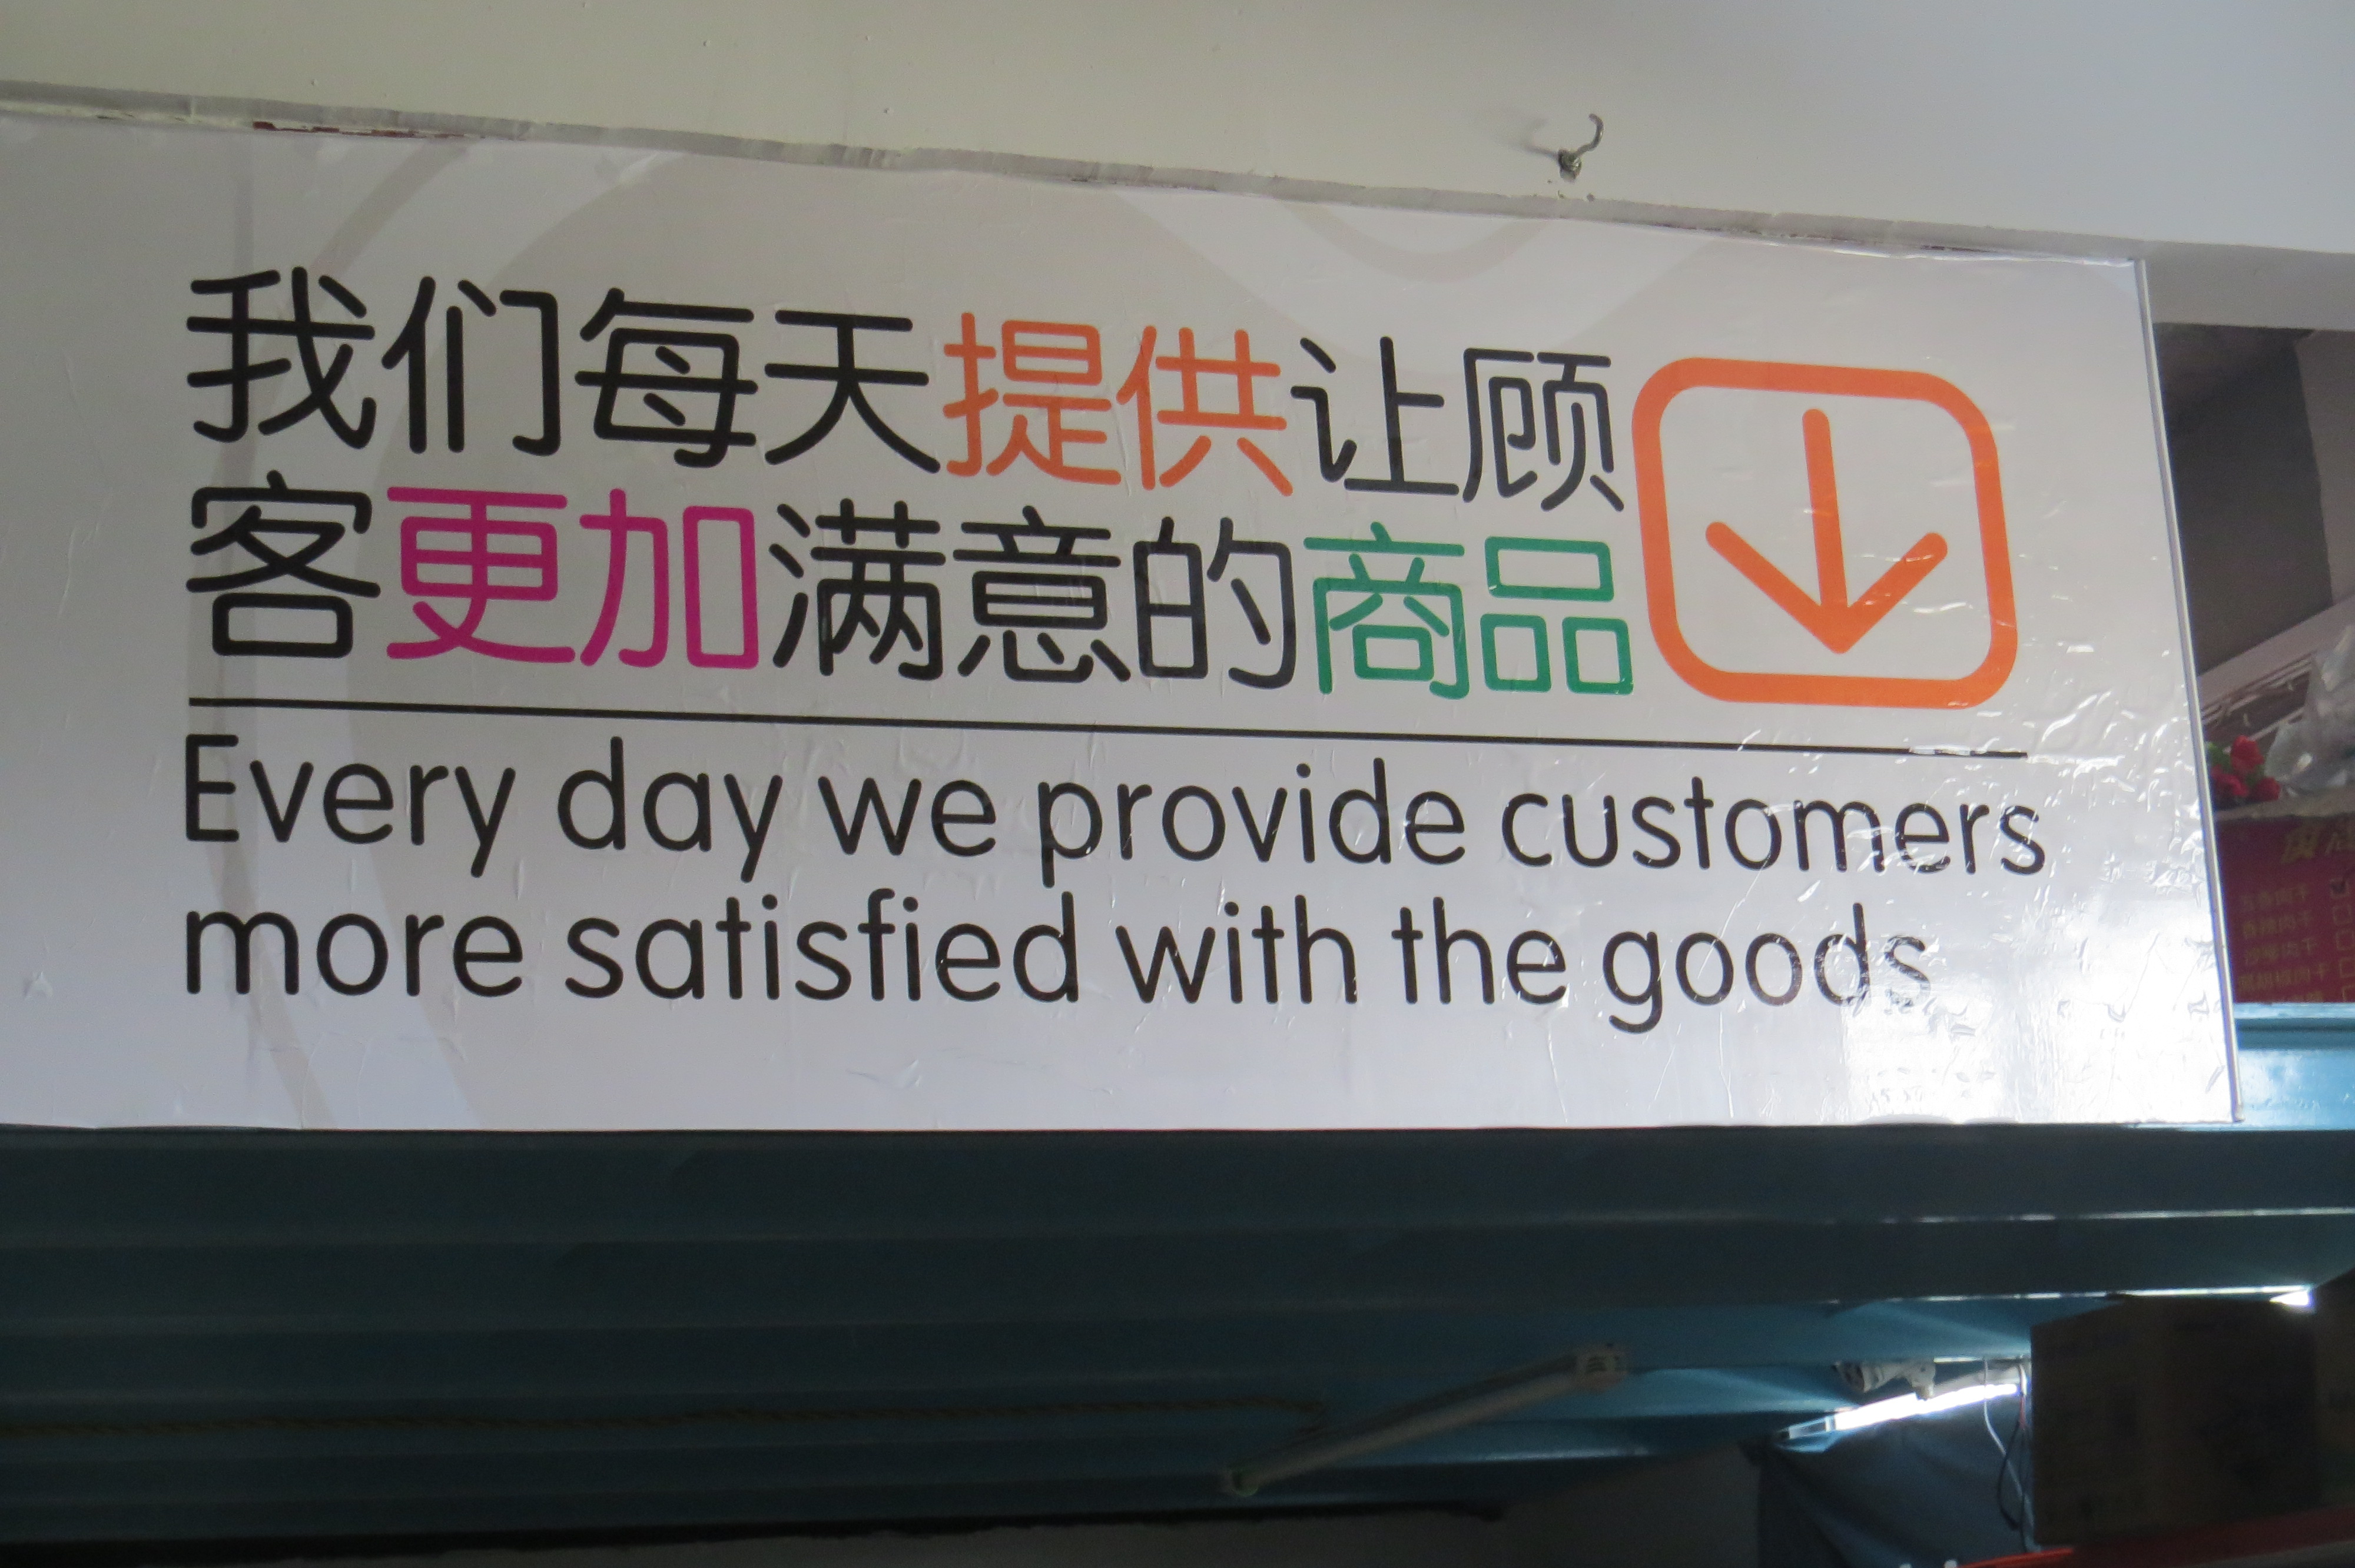 我们每天提供让顾
客更加满意的商品
Every day we provide customers
more satisfied with the goods